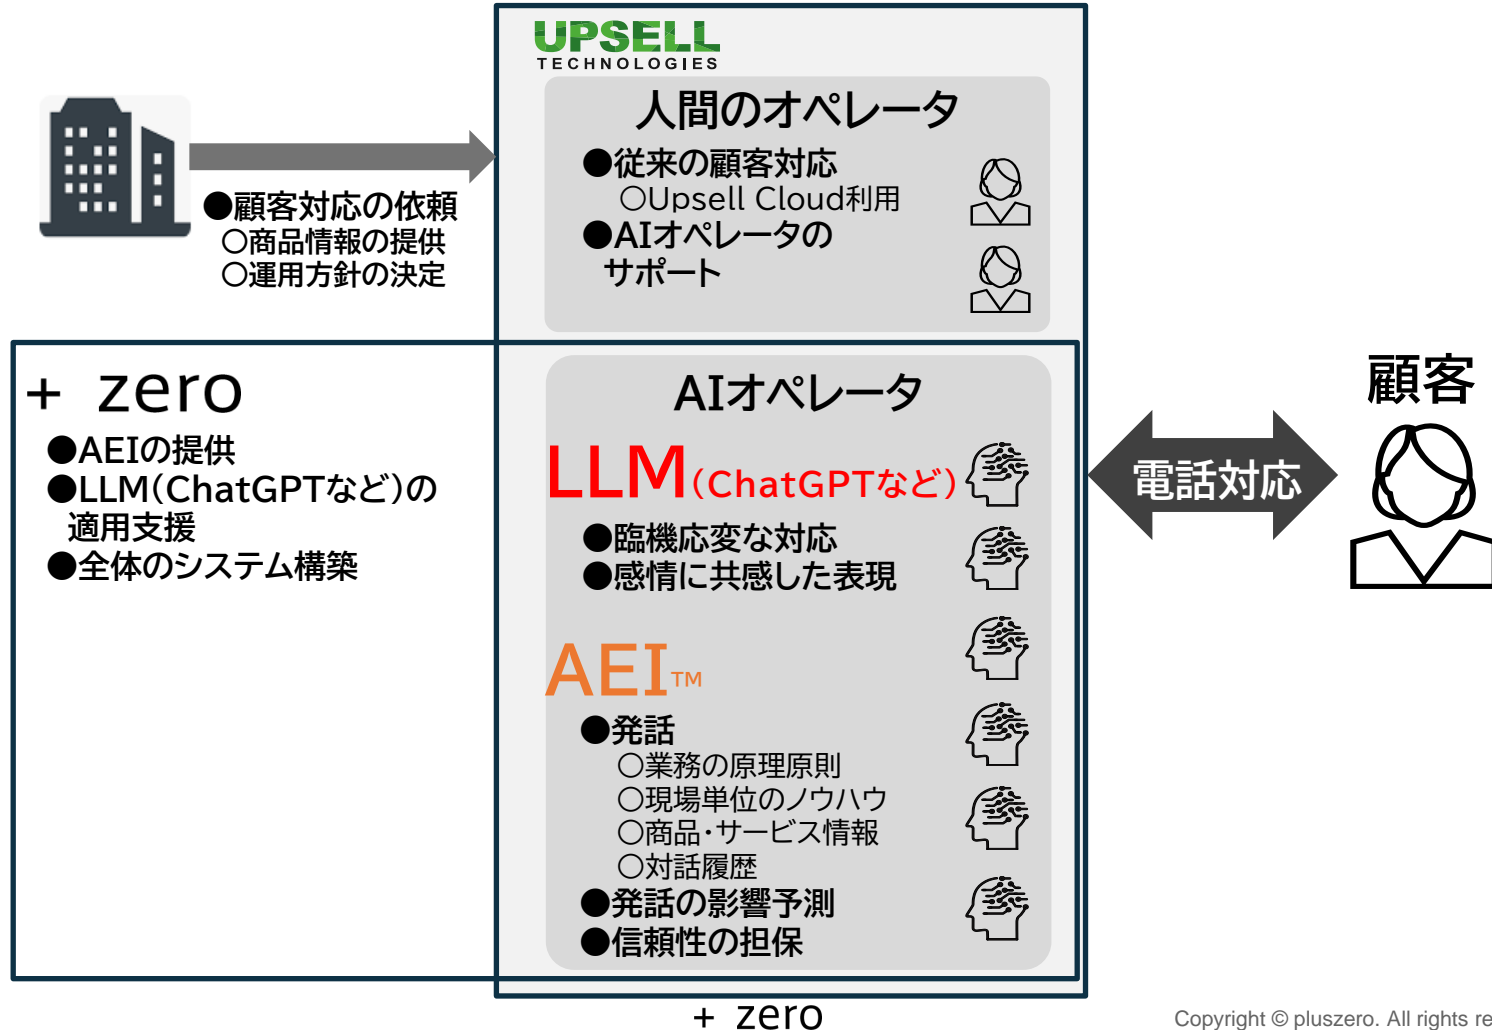 UPSELL
TECHNOLOGIES
人間のオペレータ
●従来の顧客対応
○Upsell Cloud利用
●AIオペレータの
サポート
●顧客対応の依頼
○商品情報の提供
○運用方針の決定
+ zero
●AEIの提供
●LLM(ChatGPTなど)の
適用支援
●全体のシステム構築
AIオペレータ
LLM(ChatGPTなど)
●臨機応変な対応
●感情に共感した表現
AEI™
●発話
○業務の原理原則
○現場単位のノウハウ
○商品・サービス情報
○対話履歴
●発話の影響予測
●信頼性の担保
顧客
電話対応
+ zero
Copyright © pluszero. All rights re